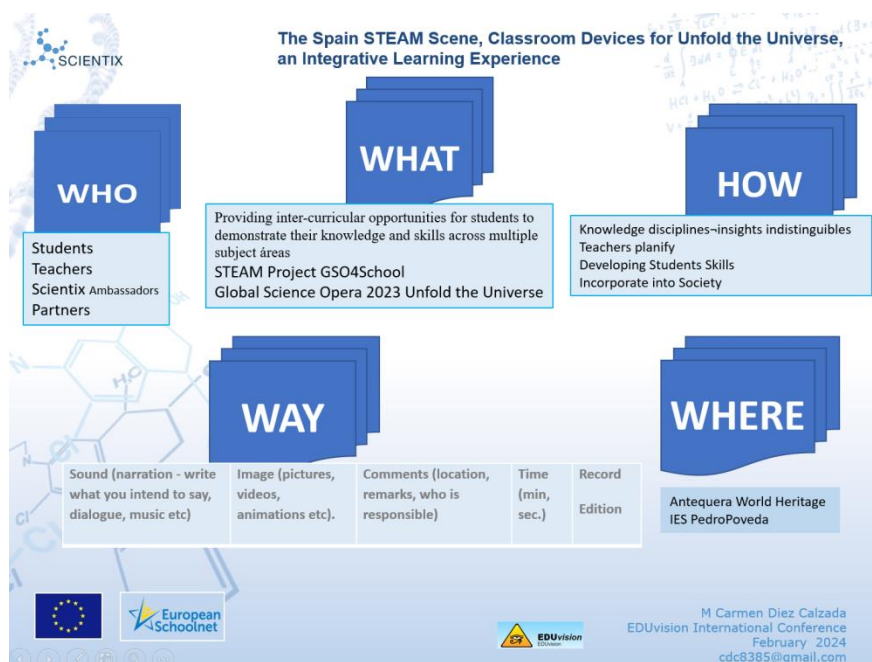 SCIENTIX
The Spain STEAM Scene, Classroom Devices for Unfold the Universe,
an Integrative Learning Experience
WHO
Students
Teachers
Scientix Ambassadors
Partners
WHAT
Providing inter-curricular opportunities for students to
demonstrate their knowledge and skills across multiple
subject áreas
STEAM Project GSO4School
Global Science Opera 2023 Unfold the Universe
HOW
Knowledge disciplines¬insights indistinguibles
Teachers planify
Developing Students Skills
Incorporate into Society
WAY
Sound (narration - write
what you intend to say,
dialogue, music etc)
Image (pictures,
videos,
animations etc).
Comments (location,
remarks, who is
responsible)
Time
(min,
sec.)
Record
Edition
WHERE
Antequera World Heritage
IES PedroPoveda
European
Schoolnet
EDUvision
EDUvision
M Carmen Diez Calzada
EDUvision International Conference
February 2024
cdc8385@gmail.com